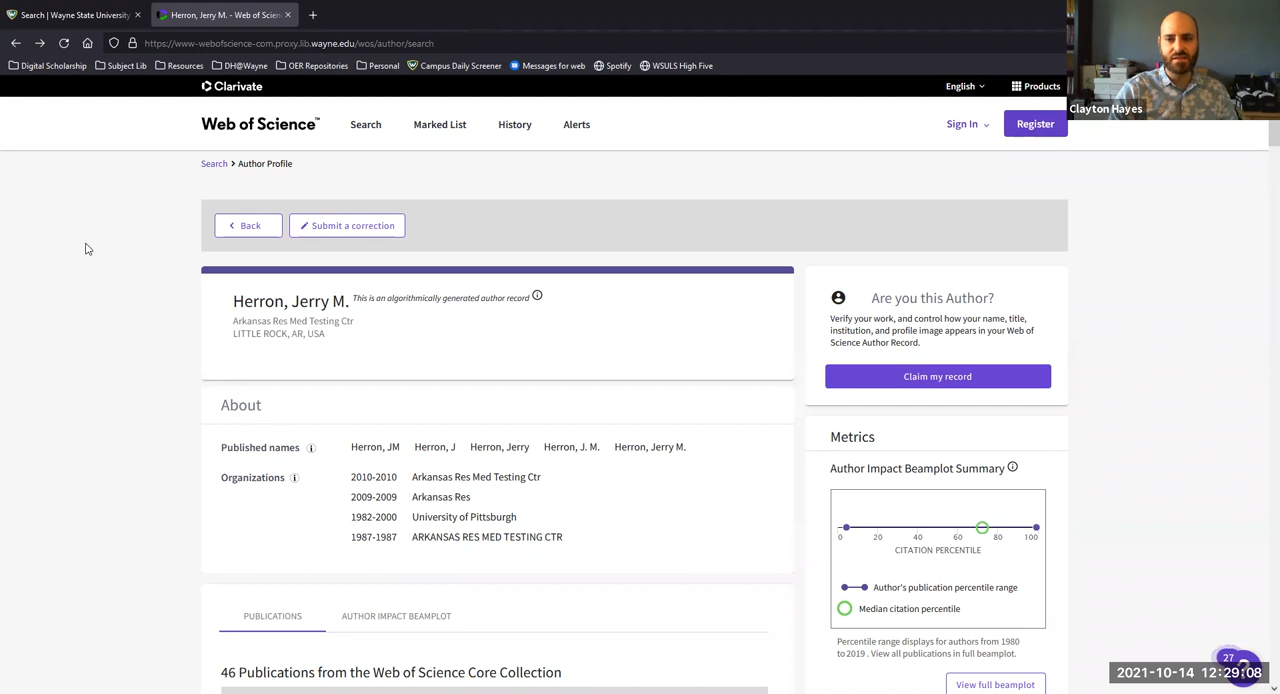 Search | Wayne State University
Herron, Jerry M. - Web of Scien
https://www-webofscience-com.proxy.lib.wayne.edu/wos/author/search
Digital Scholarship Subject Lib Resources DH@Wayne OER Repositories Personal Campus Daily Screener Messages for web Spotify WSULS High Five
Clarivate
English
Products
Clayton Hayes
Web of Science™
Search
Marked List
History
Alerts
Sign In
Register
Search > Author Profile
Back
Submit a correction
Herron, Jerry M. This is an algorithmically generated author record
Arkansas Res Med Testing Ctr
LITTLE ROCK, AR, USA
Are you this Author?
Verify your work, and control how your name, title,
institution, and profile image appears in your Web of
Science Author Record.
Claim my record
About
Published names Herron, JM Herron, J Herron, Jerry Herron, J. M. Herron, Jerry M.
Organizations 2010-2010 Arkansas Res Med Testing Ctr
2009-2009 Arkansas Res
1982-2000 University of Pittsburgh
1987-1987 ARKANSAS RES MED TESTING CTR
Metrics
Author Impact Beamplot Summary
0 20 40 60 80 100
CITATION PERCENTILE
Author's publication percentile range
Median citation percentile
Percentile range displays for authors from 1980
to 2019 . View all publications in full beamplot.
View full beamplot
PUBLICATIONS
AUTHOR IMPACT BEAMPLOT
46 Publications from the Web of Science Core Collection
27
2021-10-14 12:29:08